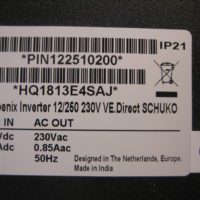 *PIN122510200*
IP21
*HQ1813E4SAJ*
enix Inverter 12/250 230V VE.Direct SCHUKO
IN AC OUT
Vdc 230Vac
Adc 0.85Aac
50Hz
Designed in The Netherlands, Europe.
Made in India